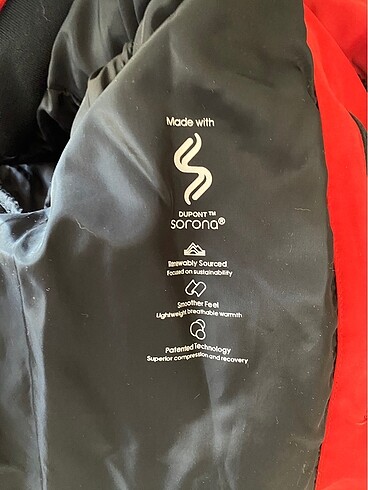 Made with
DUPONT™
sorona®
Renewably Sourced
Focused on sustainability
Smoother Feel
Lightweight breathable warmth
Patented Technology
Superior compression and recovery